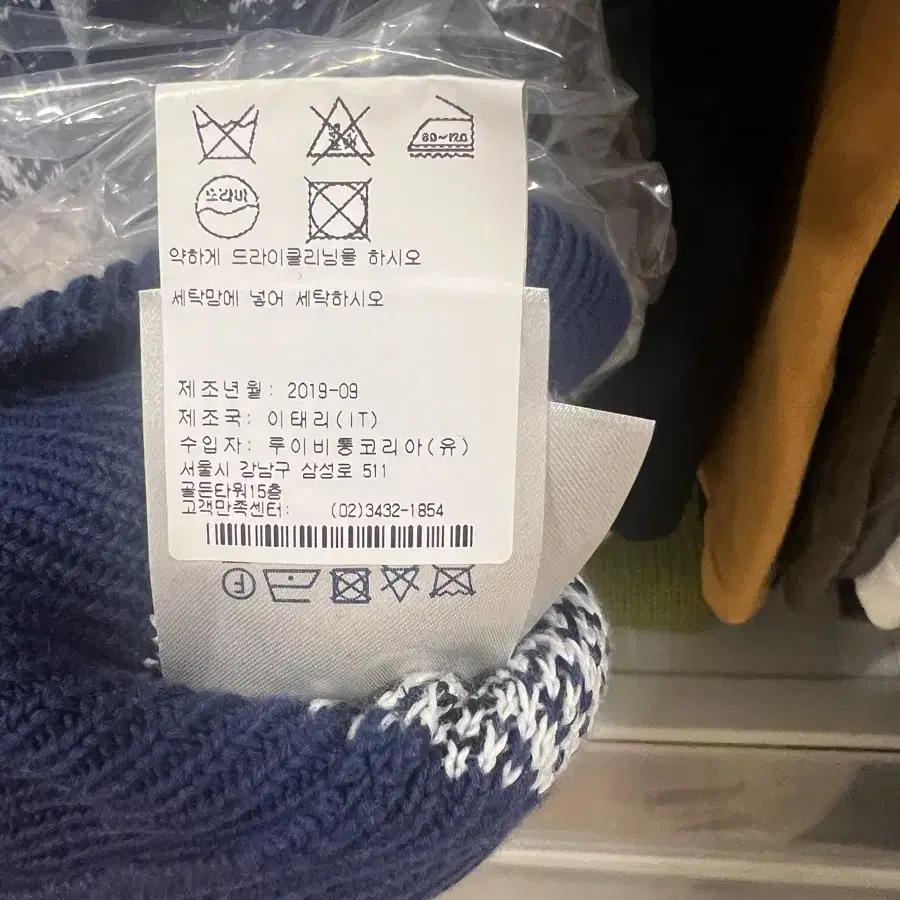 80~120
약하게 드라이클리닝을 하시오
세탁망에 넣어 세탁하시오
제조년월: 2019-09
제조국: 이태리(IT)
수입자: 루이비통코리아(유)
서울시 강남구 삼성로 511
골든타워15층
고객만족센터: (02)3432-1854
F